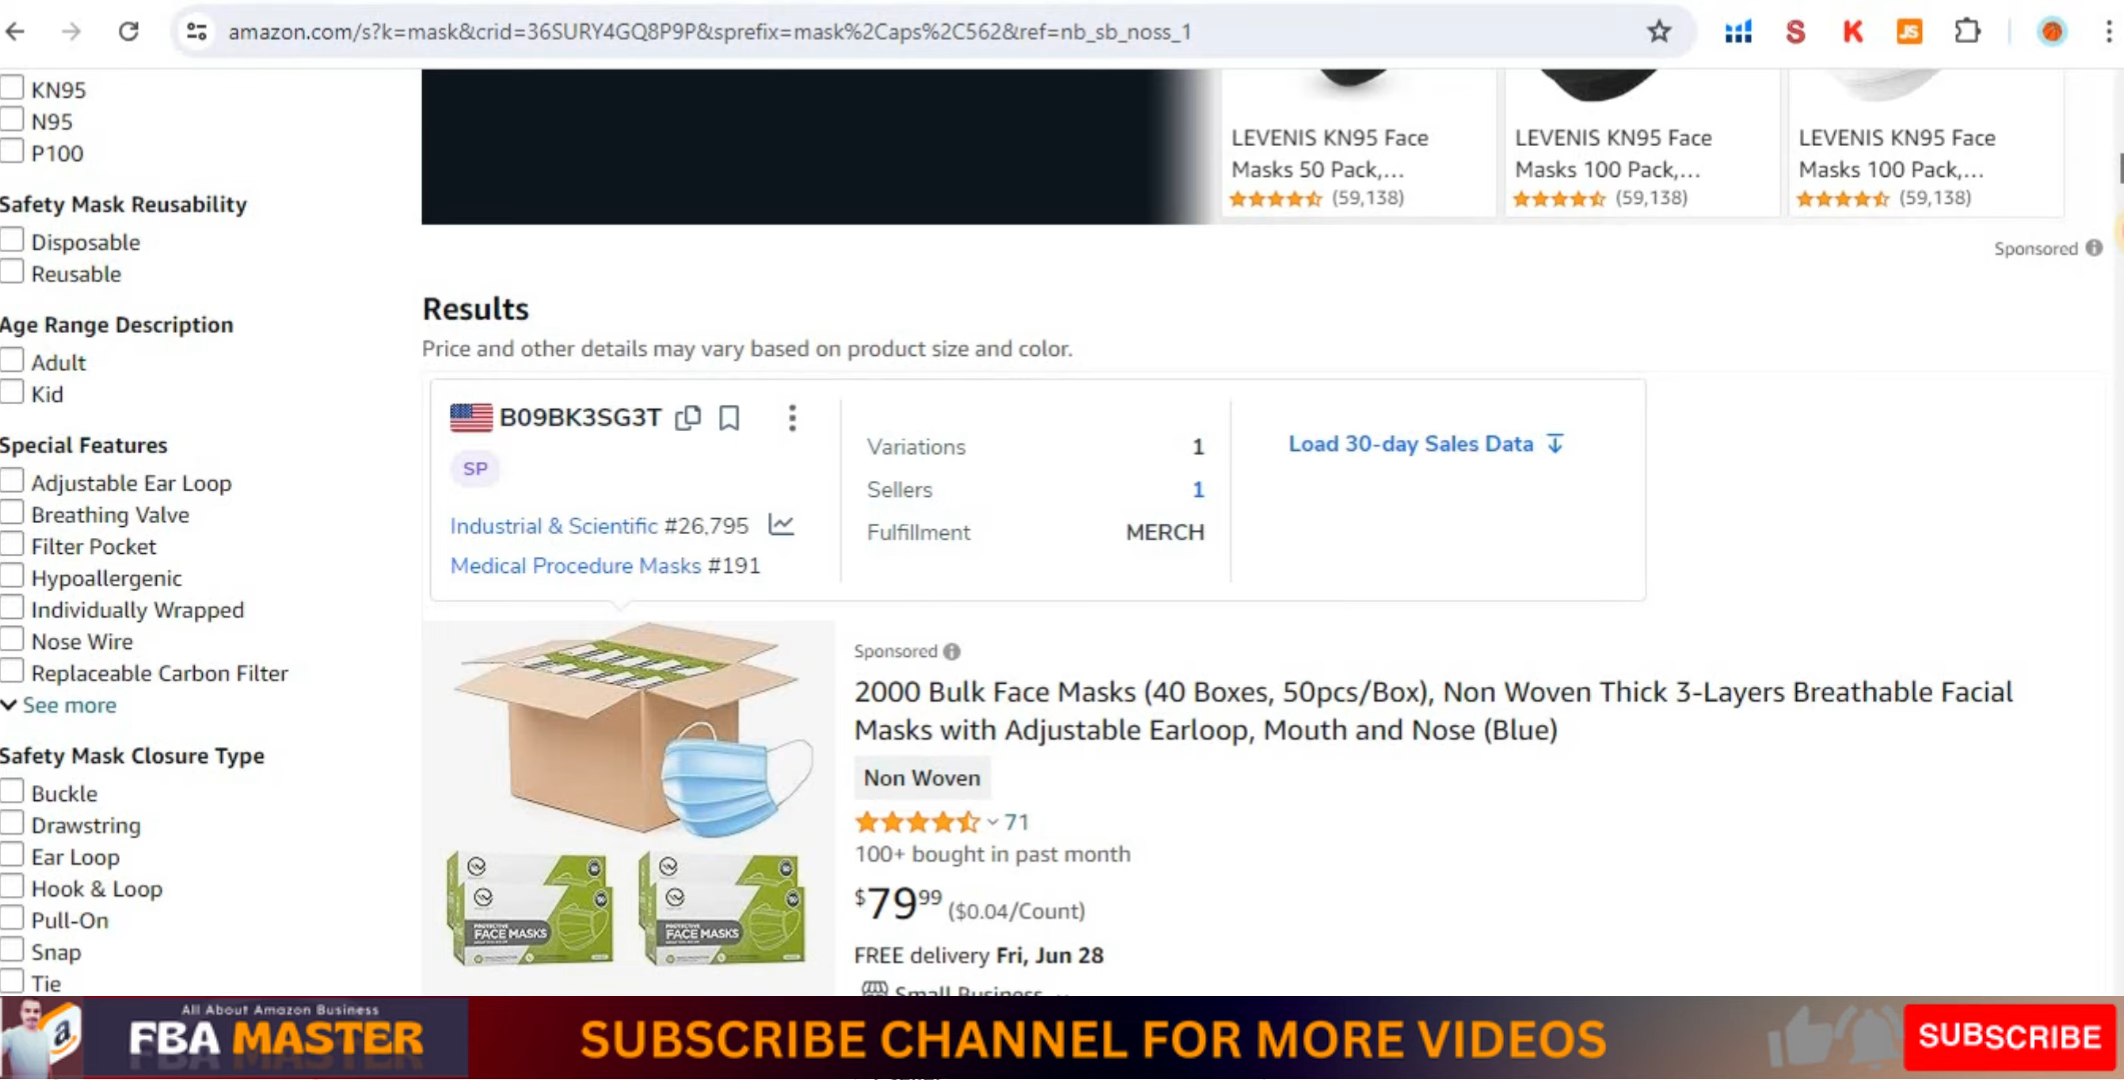 amazon.com/s?k=mask&crid=36SURY4GQ8P9P&sprefix=mask%2Caps%2C562&ref=nb_sb_noss_1
S
K
JS
KN95
N95
P100
Safety Mask Reusability
Disposable
Reusable
Age Range Description
Adult
Kid
Special Features
Adjustable Ear Loop
Breathing Valve
Filter Pocket
Hypoallergenic
Individually Wrapped
Nose Wire
Replaceable Carbon Filter
See more
Safety Mask Closure Type
Buckle
Drawstring
Ear Loop
Hook & Loop
Pull-On
Snap
Tie
LEVENIS KN95 Face
Masks 50 Pack,...
(59,138)
LEVENIS KN95 Face
Masks 100 Pack,...
(59,138)
LEVENIS KN95 Face
Masks 100 Pack,...
(59,138)
Sponsored
Results
Price and other details may vary based on product size and color.
B09BK3SG3T
SP
Industrial & Scientific #26,795
Medical Procedure Masks #191
Variations 1
Sellers 1
Fulfillment MERCH
Load 30-day Sales Data
PROTECTIVE
FACE MASKS
PROTECTIVE
FACE MASKS
Sponsored
2000 Bulk Face Masks (40 Boxes, 50pcs/Box), Non Woven Thick 3-Layers Breathable Facial
Masks with Adjustable Earloop, Mouth and Nose (Blue)
Non Woven
71
100+ bought in past month
$79 99 ($0.04/Count)
FREE delivery Fri, Jun 28
Small Business
a
All About Amazon Business
FBA MASTER
SUBSCRIBE CHANNEL FOR MORE VIDEOS
SUBSCRIBE